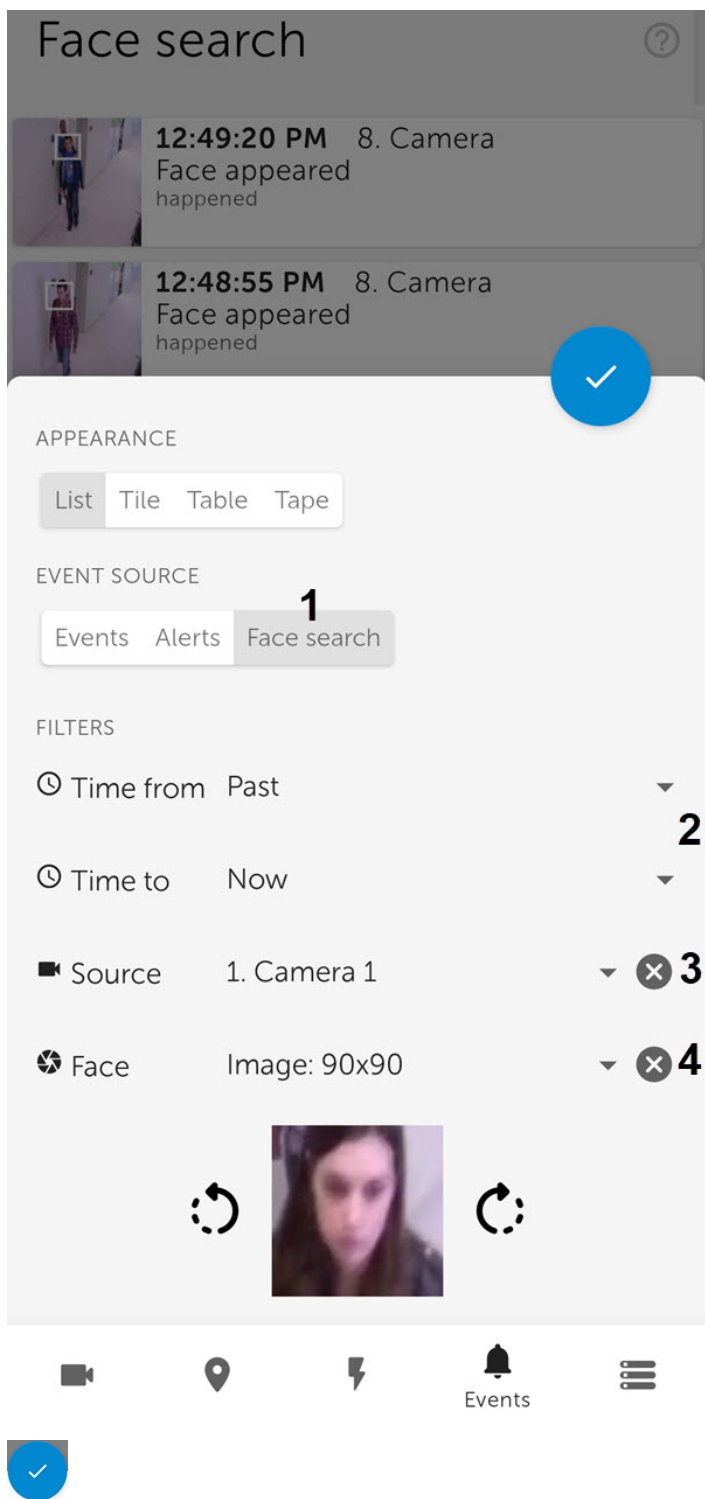 Face search
12:49:20 PM 8. Camera
Face appeared
happened
12:48:55 PM 8. Camera
Face appeared
happened
APPEARANCE
List Tile Table Tape
EVENT SOURCE
1
Events Alerts Face search
FILTERS
Time from Past
2
Time to Now
Source 1. Camera 1 3
Face Image: 90x90 4
Events